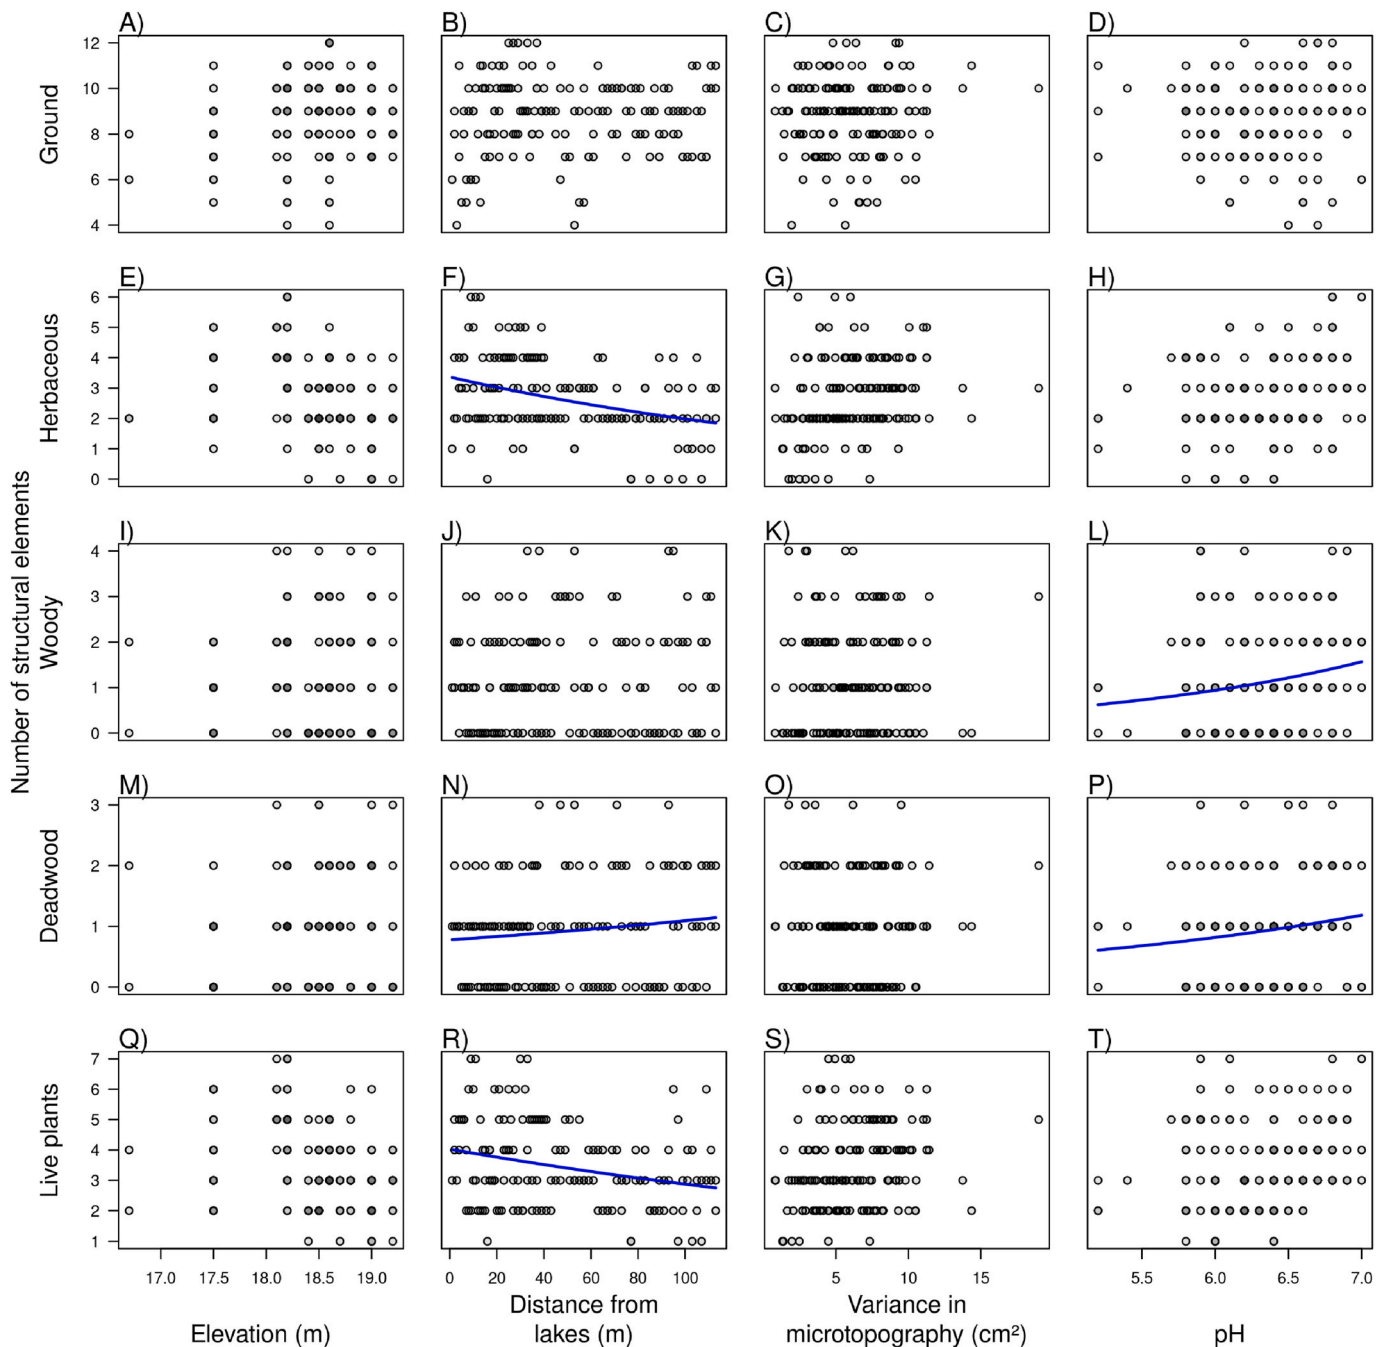 A) B) C) D)
12
10
8
6
4
Ground
E) F) G) H)
6
5
4
3
2
1
0
Herbaceous
I) J) K) L)
4
3
2
1
0
Number of structural elements
Woody
M) N) O) P)
3
2
1
0
Deadwood
Q) R) S) T)
7
6
5
4
3
2
1
Live plants
17.0 17.5 18.0 18.5 19.0 0 20 40 60 80 100 5 10 15 5.5 6.0 6.5 7.0
Elevation (m)
Distance from
lakes (m)
Variance in
microtopography (cm²)
pH